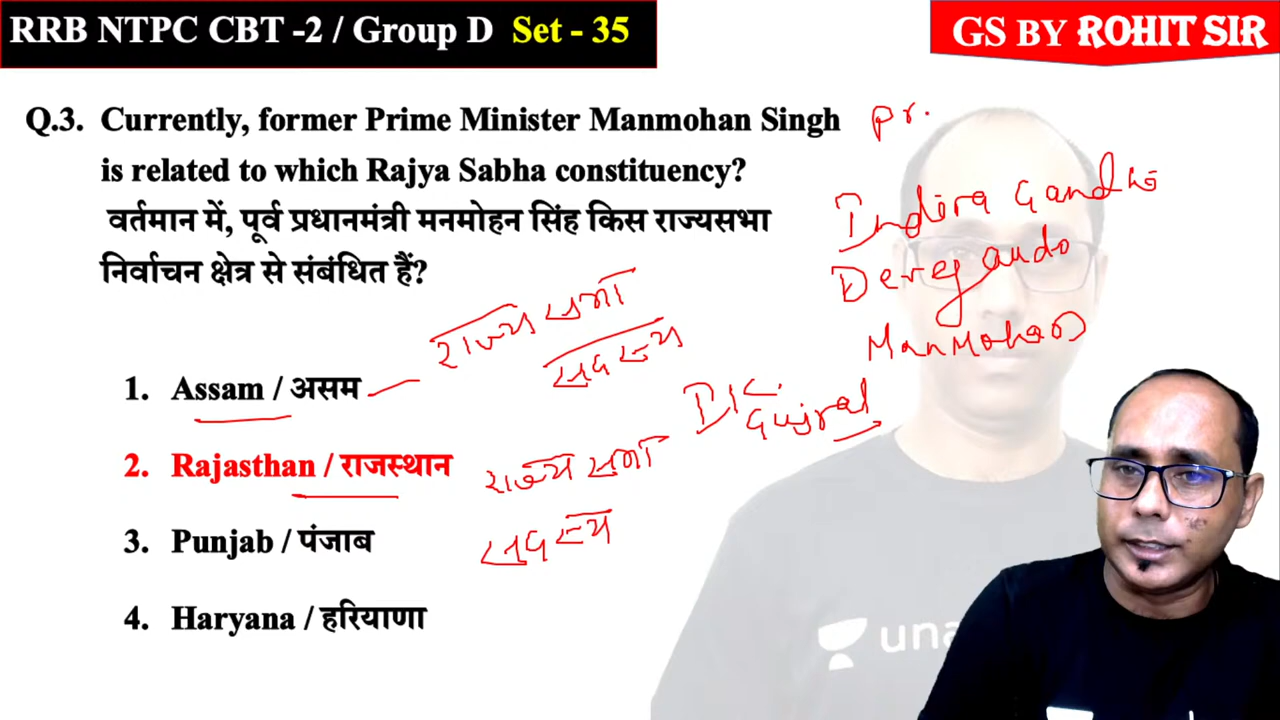 RRB NTPC CBT -2 / Group D Set - 35
GS BY ROHIT SIR
Q.3. Currently, former Prime Minister Manmohan Singh
is related to which Rajya Sabha constituency?
वर्तमान में, पूर्व प्रधानमंत्री मनमोहन सिंह किस राज्यसभा
निर्वाचन क्षेत्र से संबंधित हैं?
1. Assam / असम
2. Rajasthan / राजस्थान
3. Punjab / पंजाब
4. Haryana / हरियाणा
Pr.
Indira Gandhi
Manmohan
Gujral
राज्य सभा
सदस्य
राज्य सभा
सदस्य
una